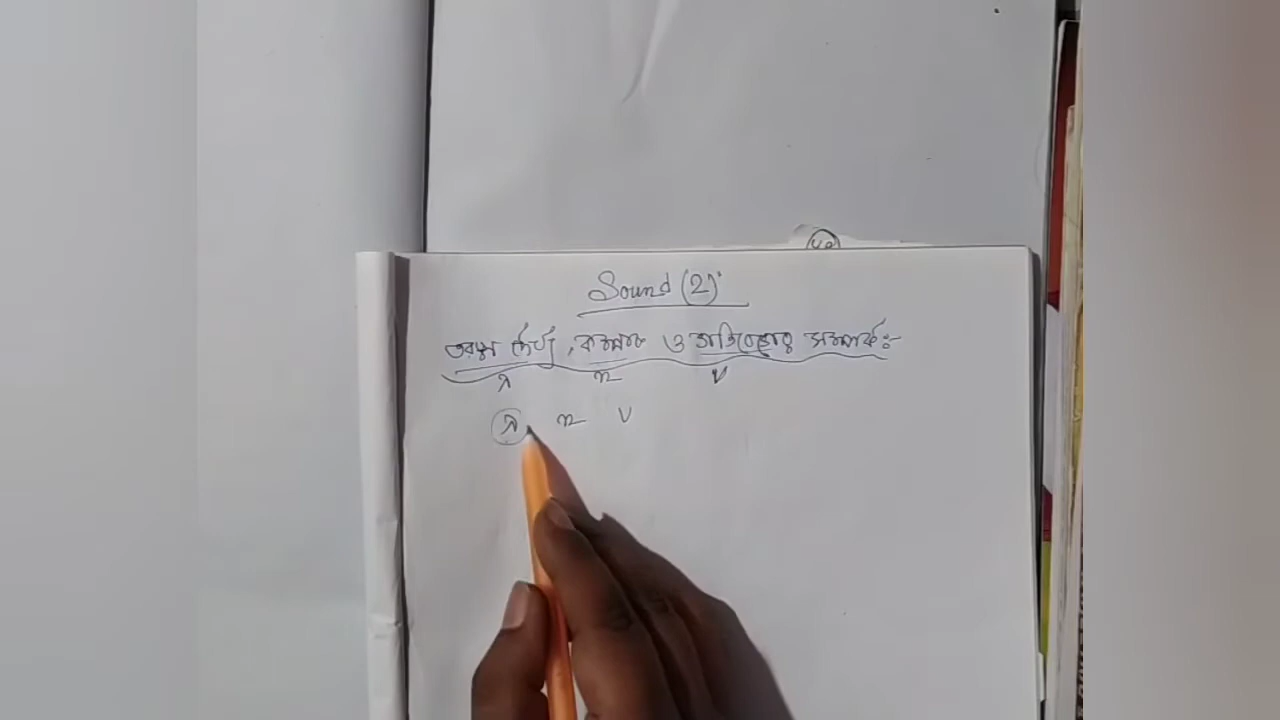 Sound (2)
তরঙ্গ দৈর্ঘ্য, কম্পাঙ্ক ও গতিবেগের সম্পর্ক :-
λ n V
λ n V